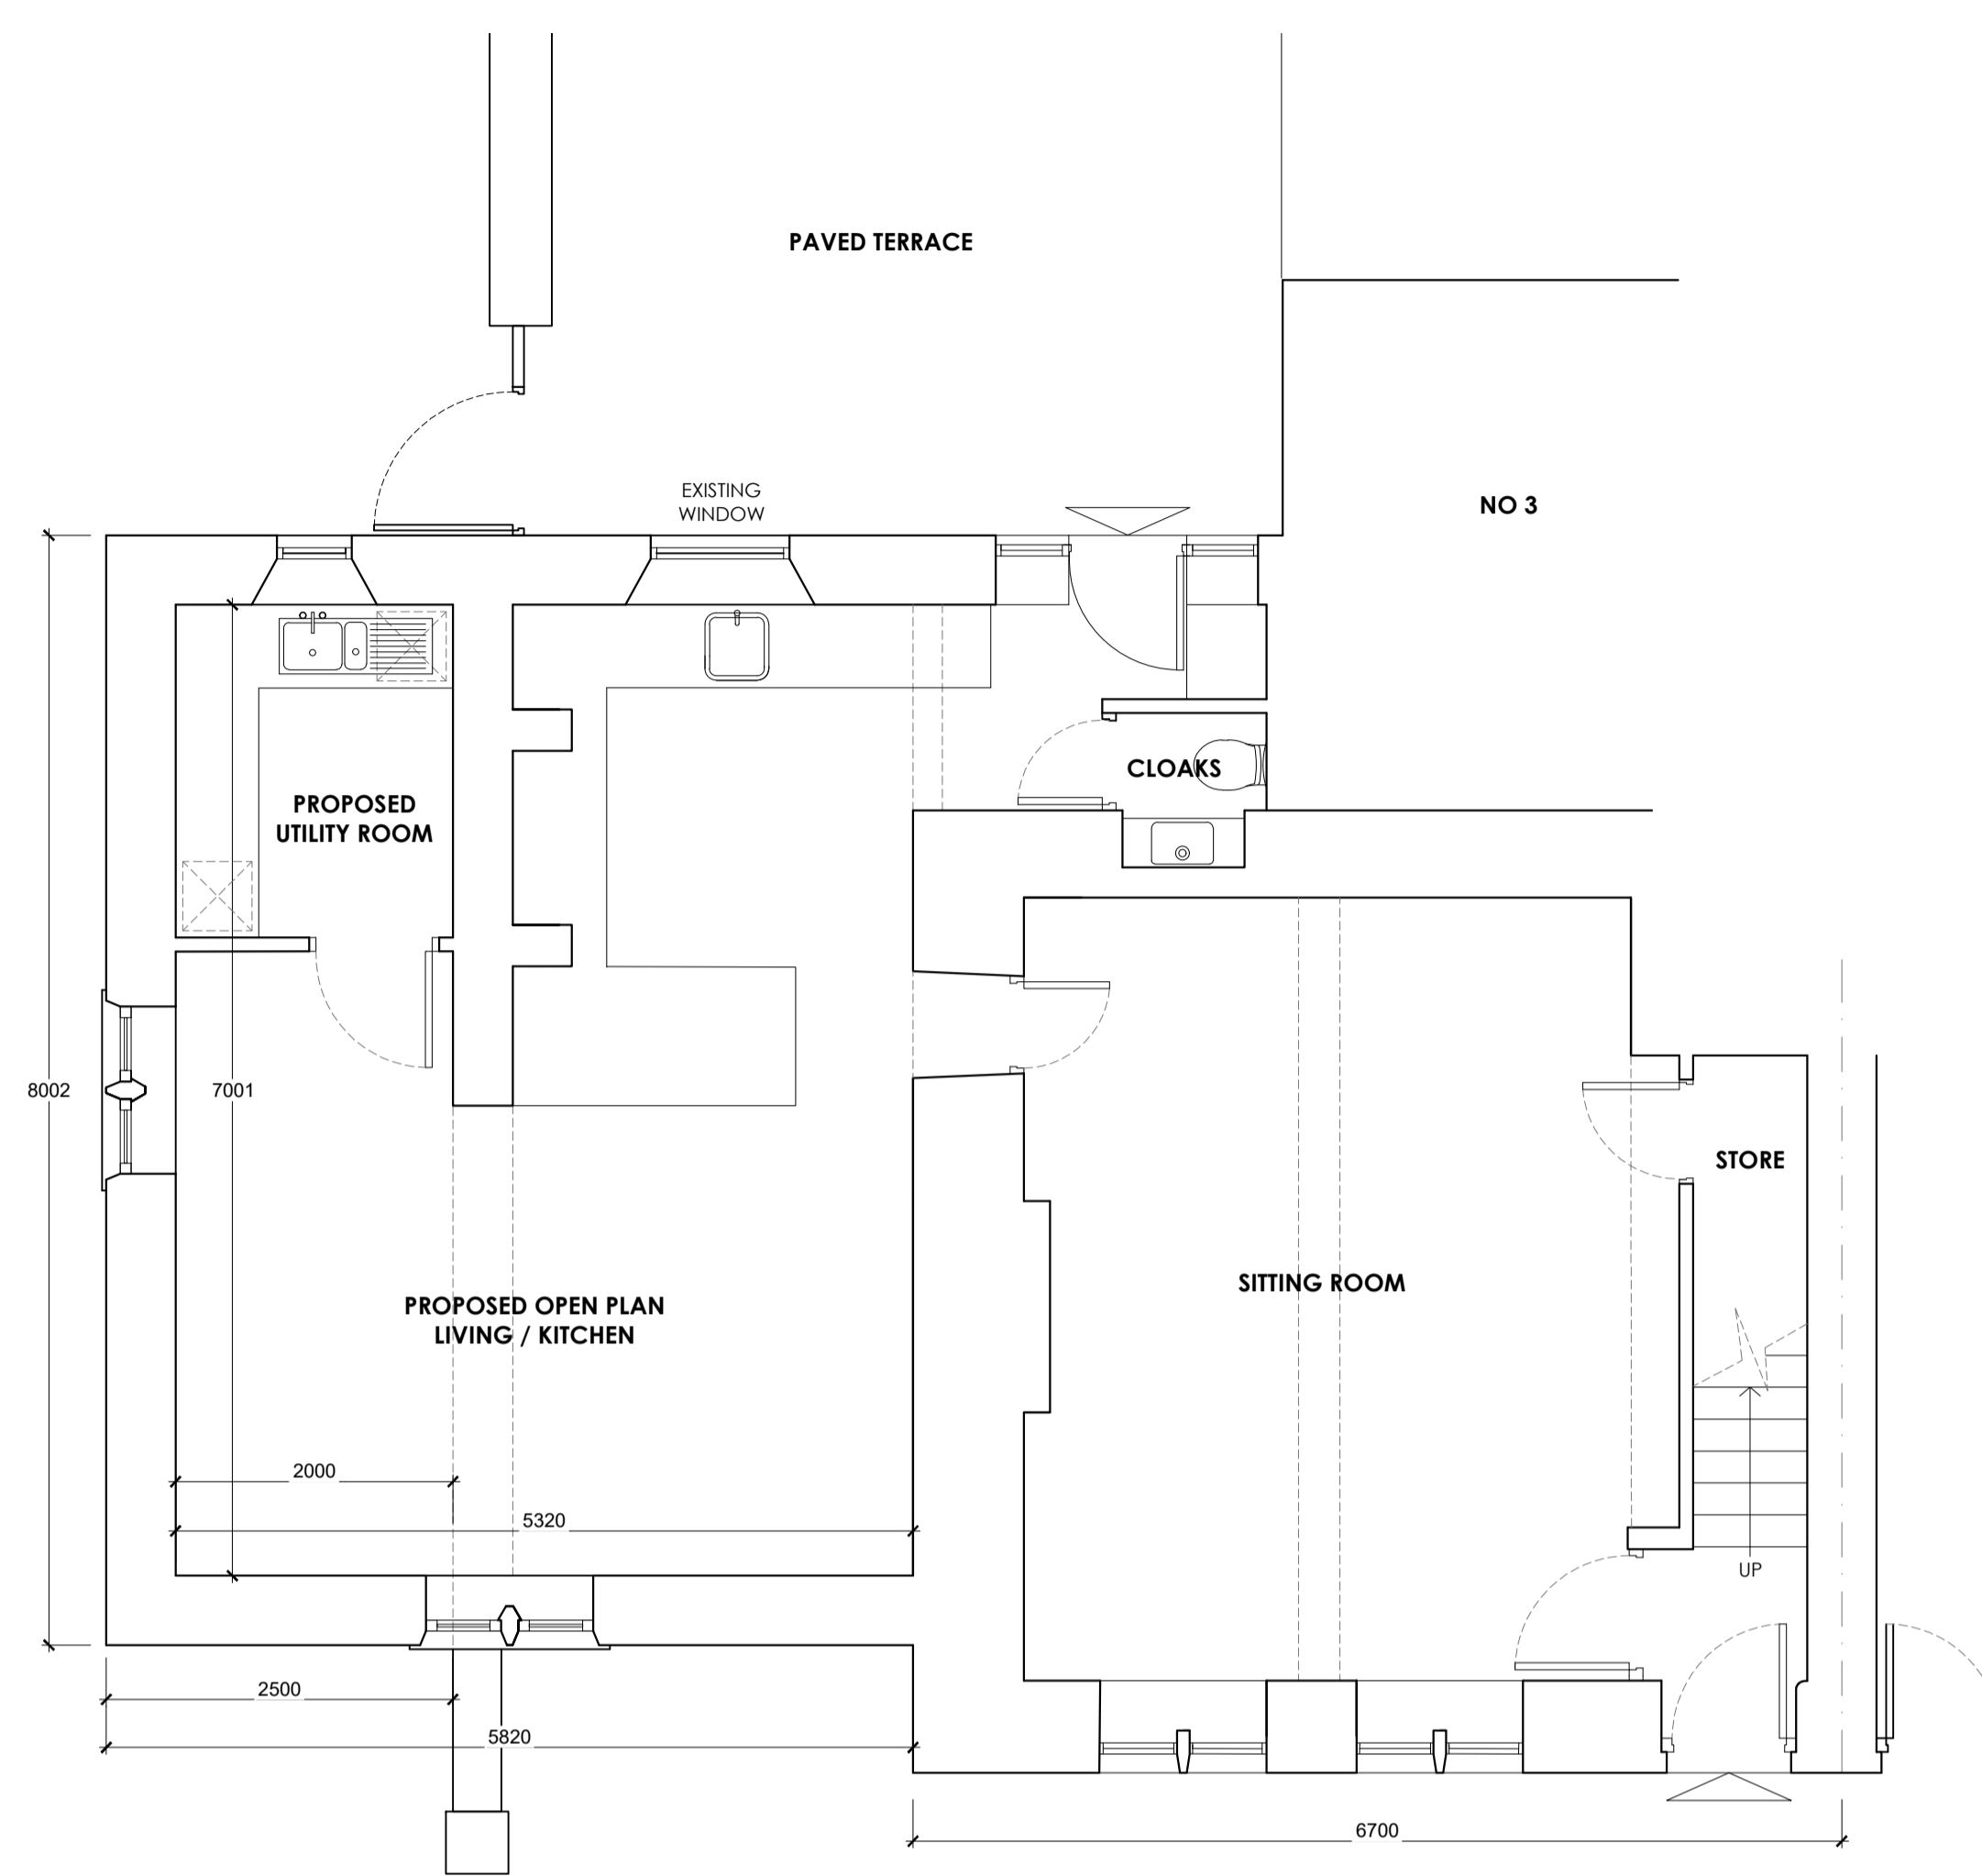 PAVED TERRACE
EXISTING
WINDOW
NO 3
CLOAKS
PROPOSED
UTILITY ROOM
8002
7001
STORE
SITTING ROOM
PROPOSED OPEN PLAN
LIVING / KITCHEN
2000
5320
UP
2500
5820
6700